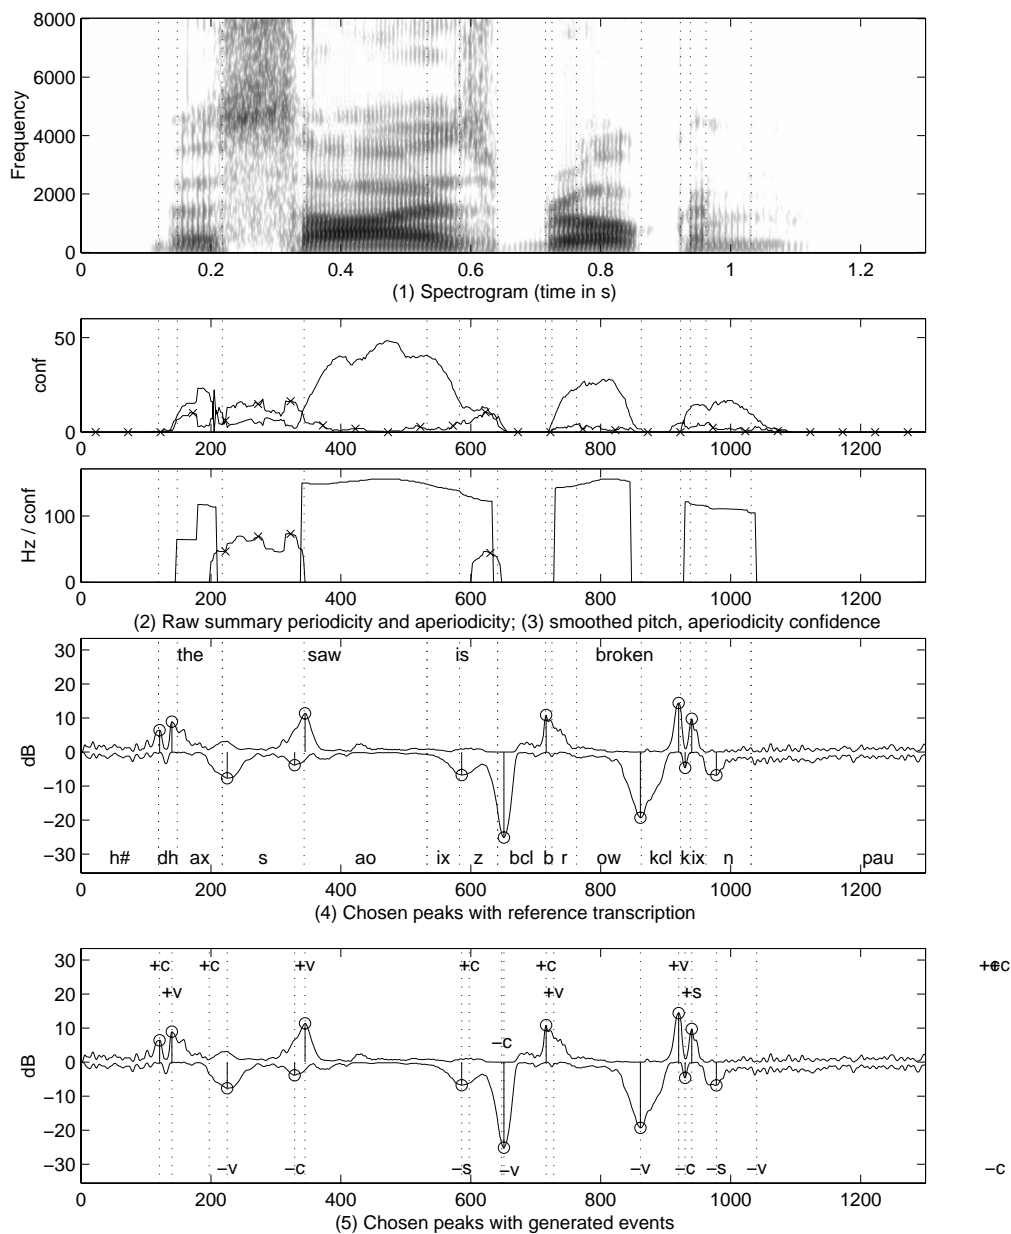 8000
6000
4000
2000
0
Frequency
0 0.2 0.4 0.6 0.8 1 1.2
(1) Spectrogram (time in s)
50
0
conf
0 200 400 600 800 1000 1200
100
0
Hz / conf
0 200 400 600 800 1000 1200
(2) Raw summary periodicity and aperiodicity; (3) smoothed pitch, aperiodicity confidence
30
20
10
0
−10
−20
−30
dB
the saw is broken
h# dh ax s ao ix z bcl b r ow kcl k ix n pau
0 200 400 600 800 1000 1200
(4) Chosen peaks with reference transcription
30
20
10
0
−10
−20
−30
dB
+c +c +v +c +c +v
+v +v +s
−c
−v −c −s −v −v −c −s −v −c
0 200 400 600 800 1000 1200
(5) Chosen peaks with generated events